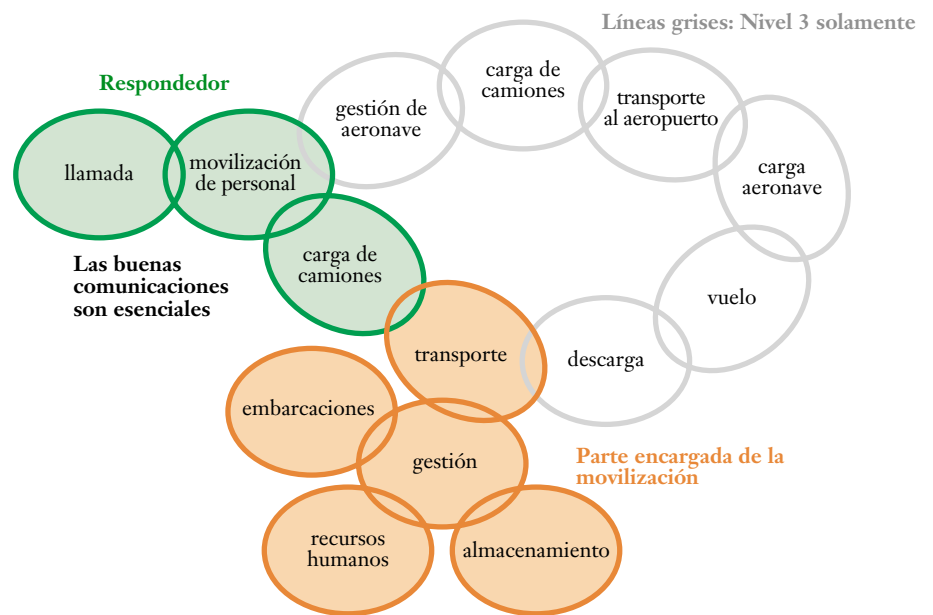 Líneas grises: Nivel 3 solamente
Respondedor
llamada
movilización
de personal
gestión de
aeronave
carga de
camiones
transporte
al aeropuerto
carga
aeronave
vuelo
descarga
Las buenas
comunicaciones
son esenciales
carga de
camiones
transporte
embarcaciones
gestión
Parte encargada de la
movilización
recursos
humanos
almacenamiento